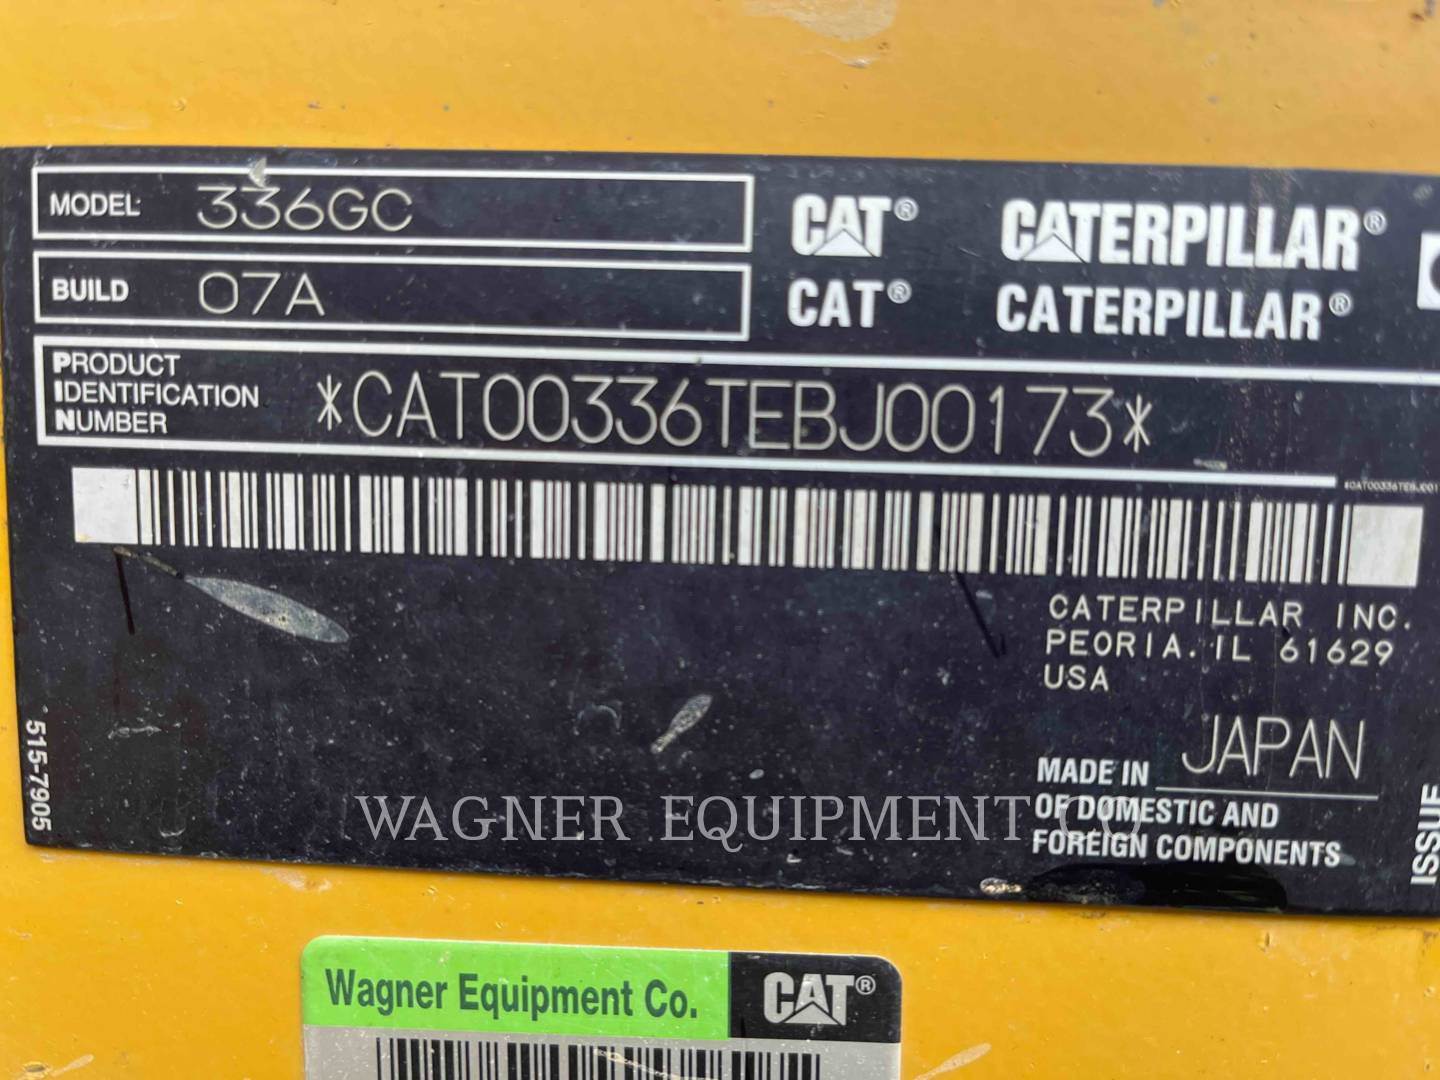 MODEL: 336GC
BUILD 07A
PRODUCT
IDENTIFICATION
NUMBER
*CAT00336TEBJ00173*
CAT® CATERPILLAR®
CAT® CATERPILLAR®
CATERPILLAR INC.
PEORIA, IL 61629
USA
MADE IN JAPAN
OF DOMESTIC AND
FOREIGN COMPONENTS
515-7905
ISSUE
WAGNER EQUIPMENT CO
Wagner Equipment Co. CAT®